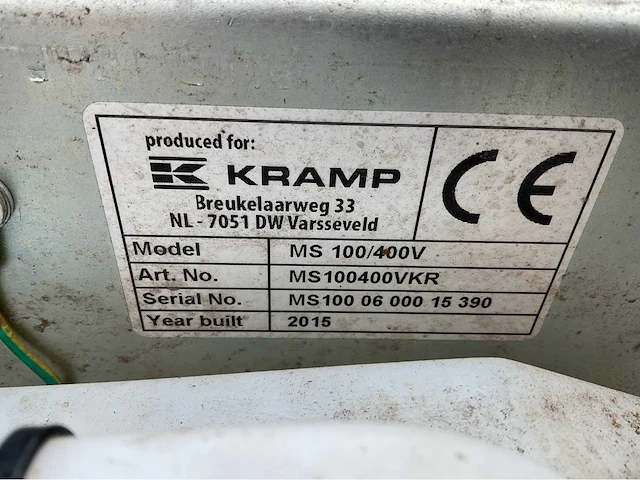 produced for:
KRAMP
Breukelaarweg 33
NL - 7051 DW Varsseveld
CE
Model MS 100/400V
Art. No. MS100400VKR
Serial No. MS100 06 000 15 390
Year built 2015